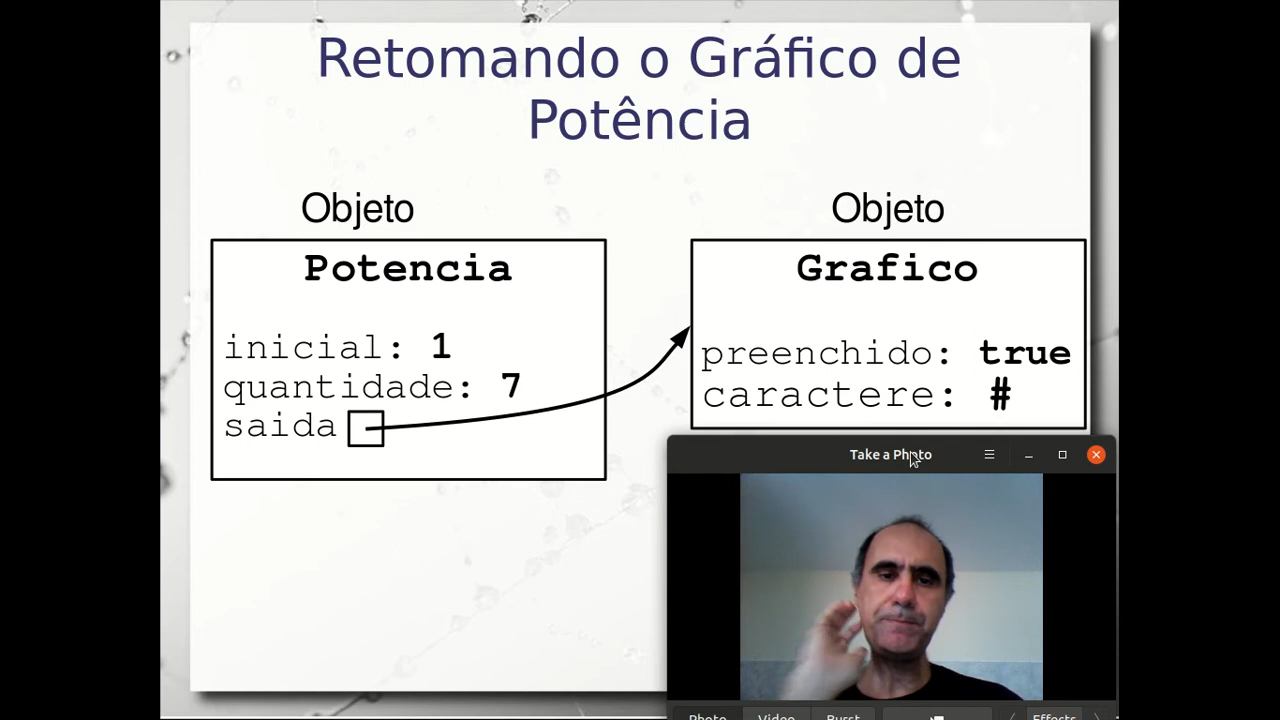 Retomando o Gráfico de
Potência
Objeto
Potencia
inicial: 1
quantidade: 7
saida
Objeto
Grafico
preenchido: true
caractere: #
Take a Photo
Photo Video Burst Effects